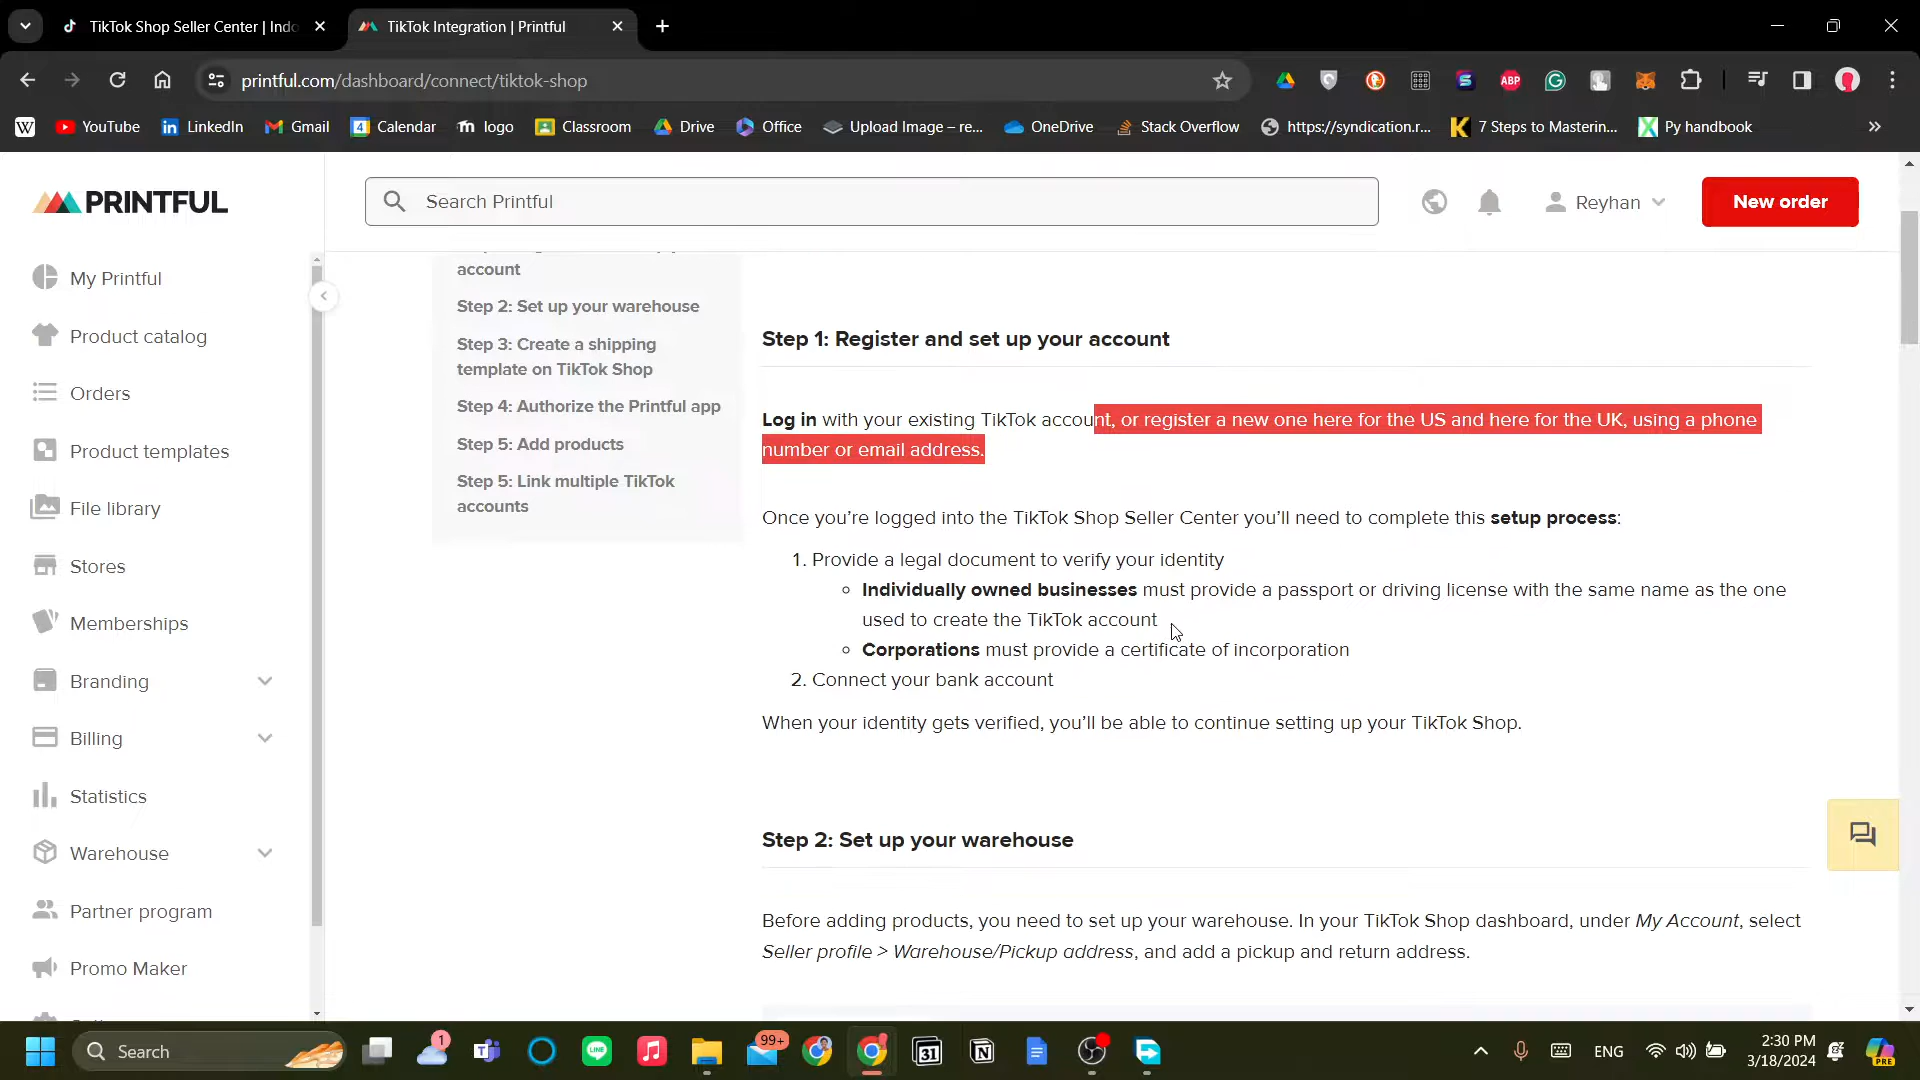 TikTok Shop Seller Center | Indo
TikTok Integration | Printful
printful.com/dashboard/connect/tiktok-shop
ABP
W
YouTube
LinkedIn
Gmail
Calendar
logo
Classroom
Drive
Office
Upload Image – re...
OneDrive
Stack Overflow
https://syndication.r...
7 Steps to Masterin...
Py handbook
»
PRINTFUL
Search Printful
Reyhan
New order
My Printful
Product catalog
Orders
Product templates
File library
Stores
Memberships
Branding
Billing
Statistics
Warehouse
Partner program
Promo Maker
account
Step 2: Set up your warehouse
Step 3: Create a shipping
template on TikTok Shop
Step 4: Authorize the Printful app
Step 5: Add products
Step 5: Link multiple TikTok
accounts
Step 1: Register and set up your account
Log in with your existing TikTok account, or register a new one here for the US and here for the UK, using a phone
number or email address.
Once you’re logged into the TikTok Shop Seller Center you’ll need to complete this setup process:
1. Provide a legal document to verify your identity
Individually owned businesses must provide a passport or driving license with the same name as the one
used to create the TikTok account
Corporations must provide a certificate of incorporation
2. Connect your bank account
When your identity gets verified, you’ll be able to continue setting up your TikTok Shop.
Step 2: Set up your warehouse
Before adding products, you need to set up your warehouse. In your TikTok Shop dashboard, under My Account, select
Seller profile > Warehouse/Pickup address, and add a pickup and return address.
Search
1
99+
31
ENG
2:30 PM
3/18/2024
PRE